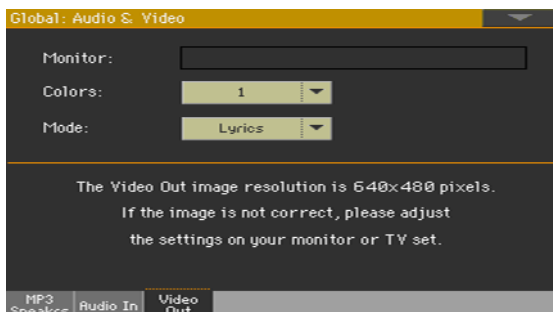 Global: Audio & Video
Monitor:
Colors: 1
Mode: Lyrics
The Video Out image resolution is 640x480 pixels.
If the image is not correct, please adjust
the settings on your monitor or TV set.
MP3
Audio In
Video
Out